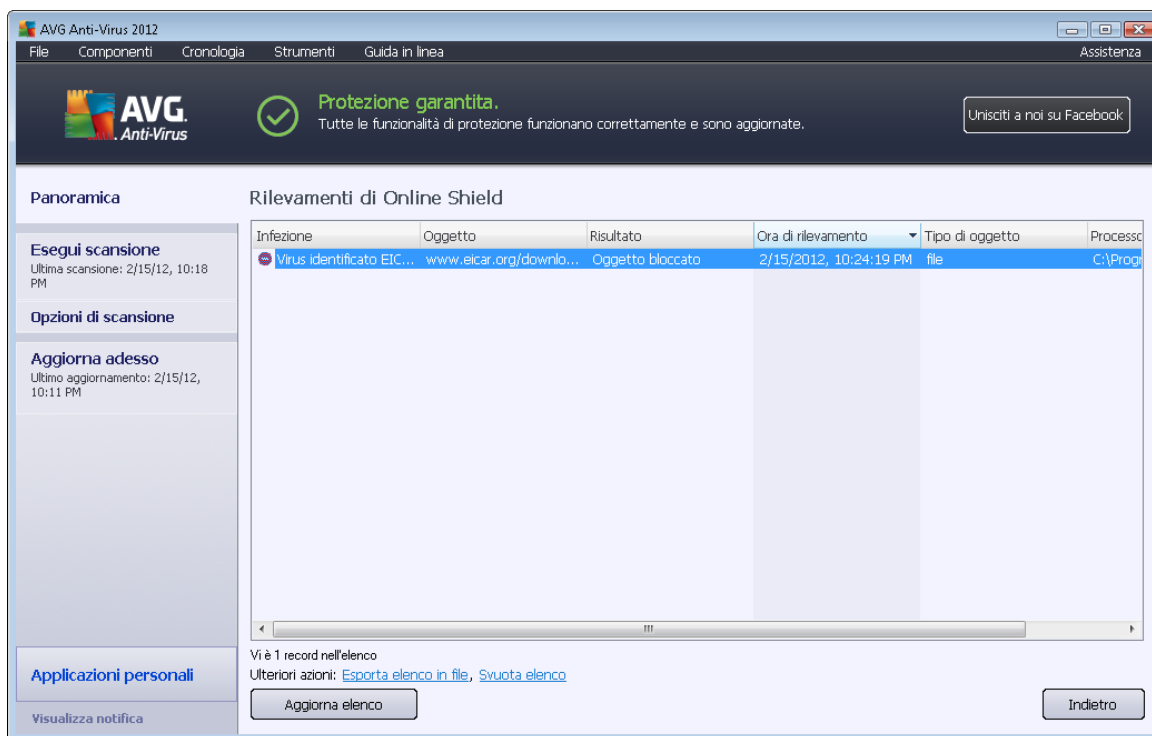 AVG Anti-Virus 2012
File Componenti Cronologia Strumenti Guida in linea Assistenza
AVG.
Anti-Virus
Protezione garantita.
Tutte le funzionalità di protezione funzionano correttamente e sono aggiornate.
Unisciti a noi su Facebook
Panoramica
Esegui scansione
Ultima scansione: 2/15/12, 10:18
PM
Opzioni di scansione
Aggiorna adesso
Ultimo aggiornamento: 2/15/12,
10:11 PM
Applicazioni personali
Visualizza notifica
Rilevamenti di Online Shield
Infezione Oggetto Risultato Ora di rilevamento Tipo di oggetto Processo
Virus identificato EIC... www.eicar.org/downlo... Oggetto bloccato 2/15/2012, 10:24:19 PM file C:\Progr
Vi è 1 record nell'elenco
Ulteriori azioni: Esporta elenco in file, Svuota elenco
Aggiorna elenco Indietro